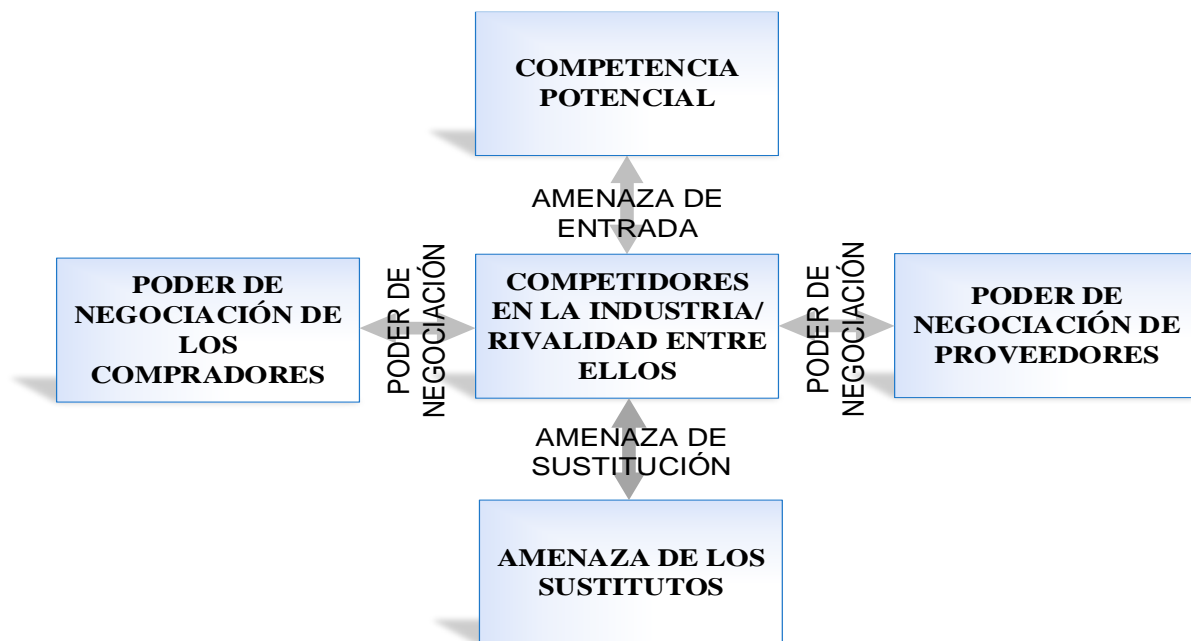 COMPETENCIA
POTENCIAL
AMENAZA DE
ENTRADA
PODER DE
NEGOCIACIÓN DE
LOS
COMPRADORES
PODER DE
NEGOCIACIÓN
COMPETIDORES
EN LA INDUSTRIA/
RIVALIDAD ENTRE
ELLOS
PODER DE
NEGOCIACIÓN
PODER DE
NEGOCIACIÓN DE
PROVEEDORES
AMENAZA DE
SUSTITUCIÓN
AMENAZA DE LOS
SUSTITUTOS